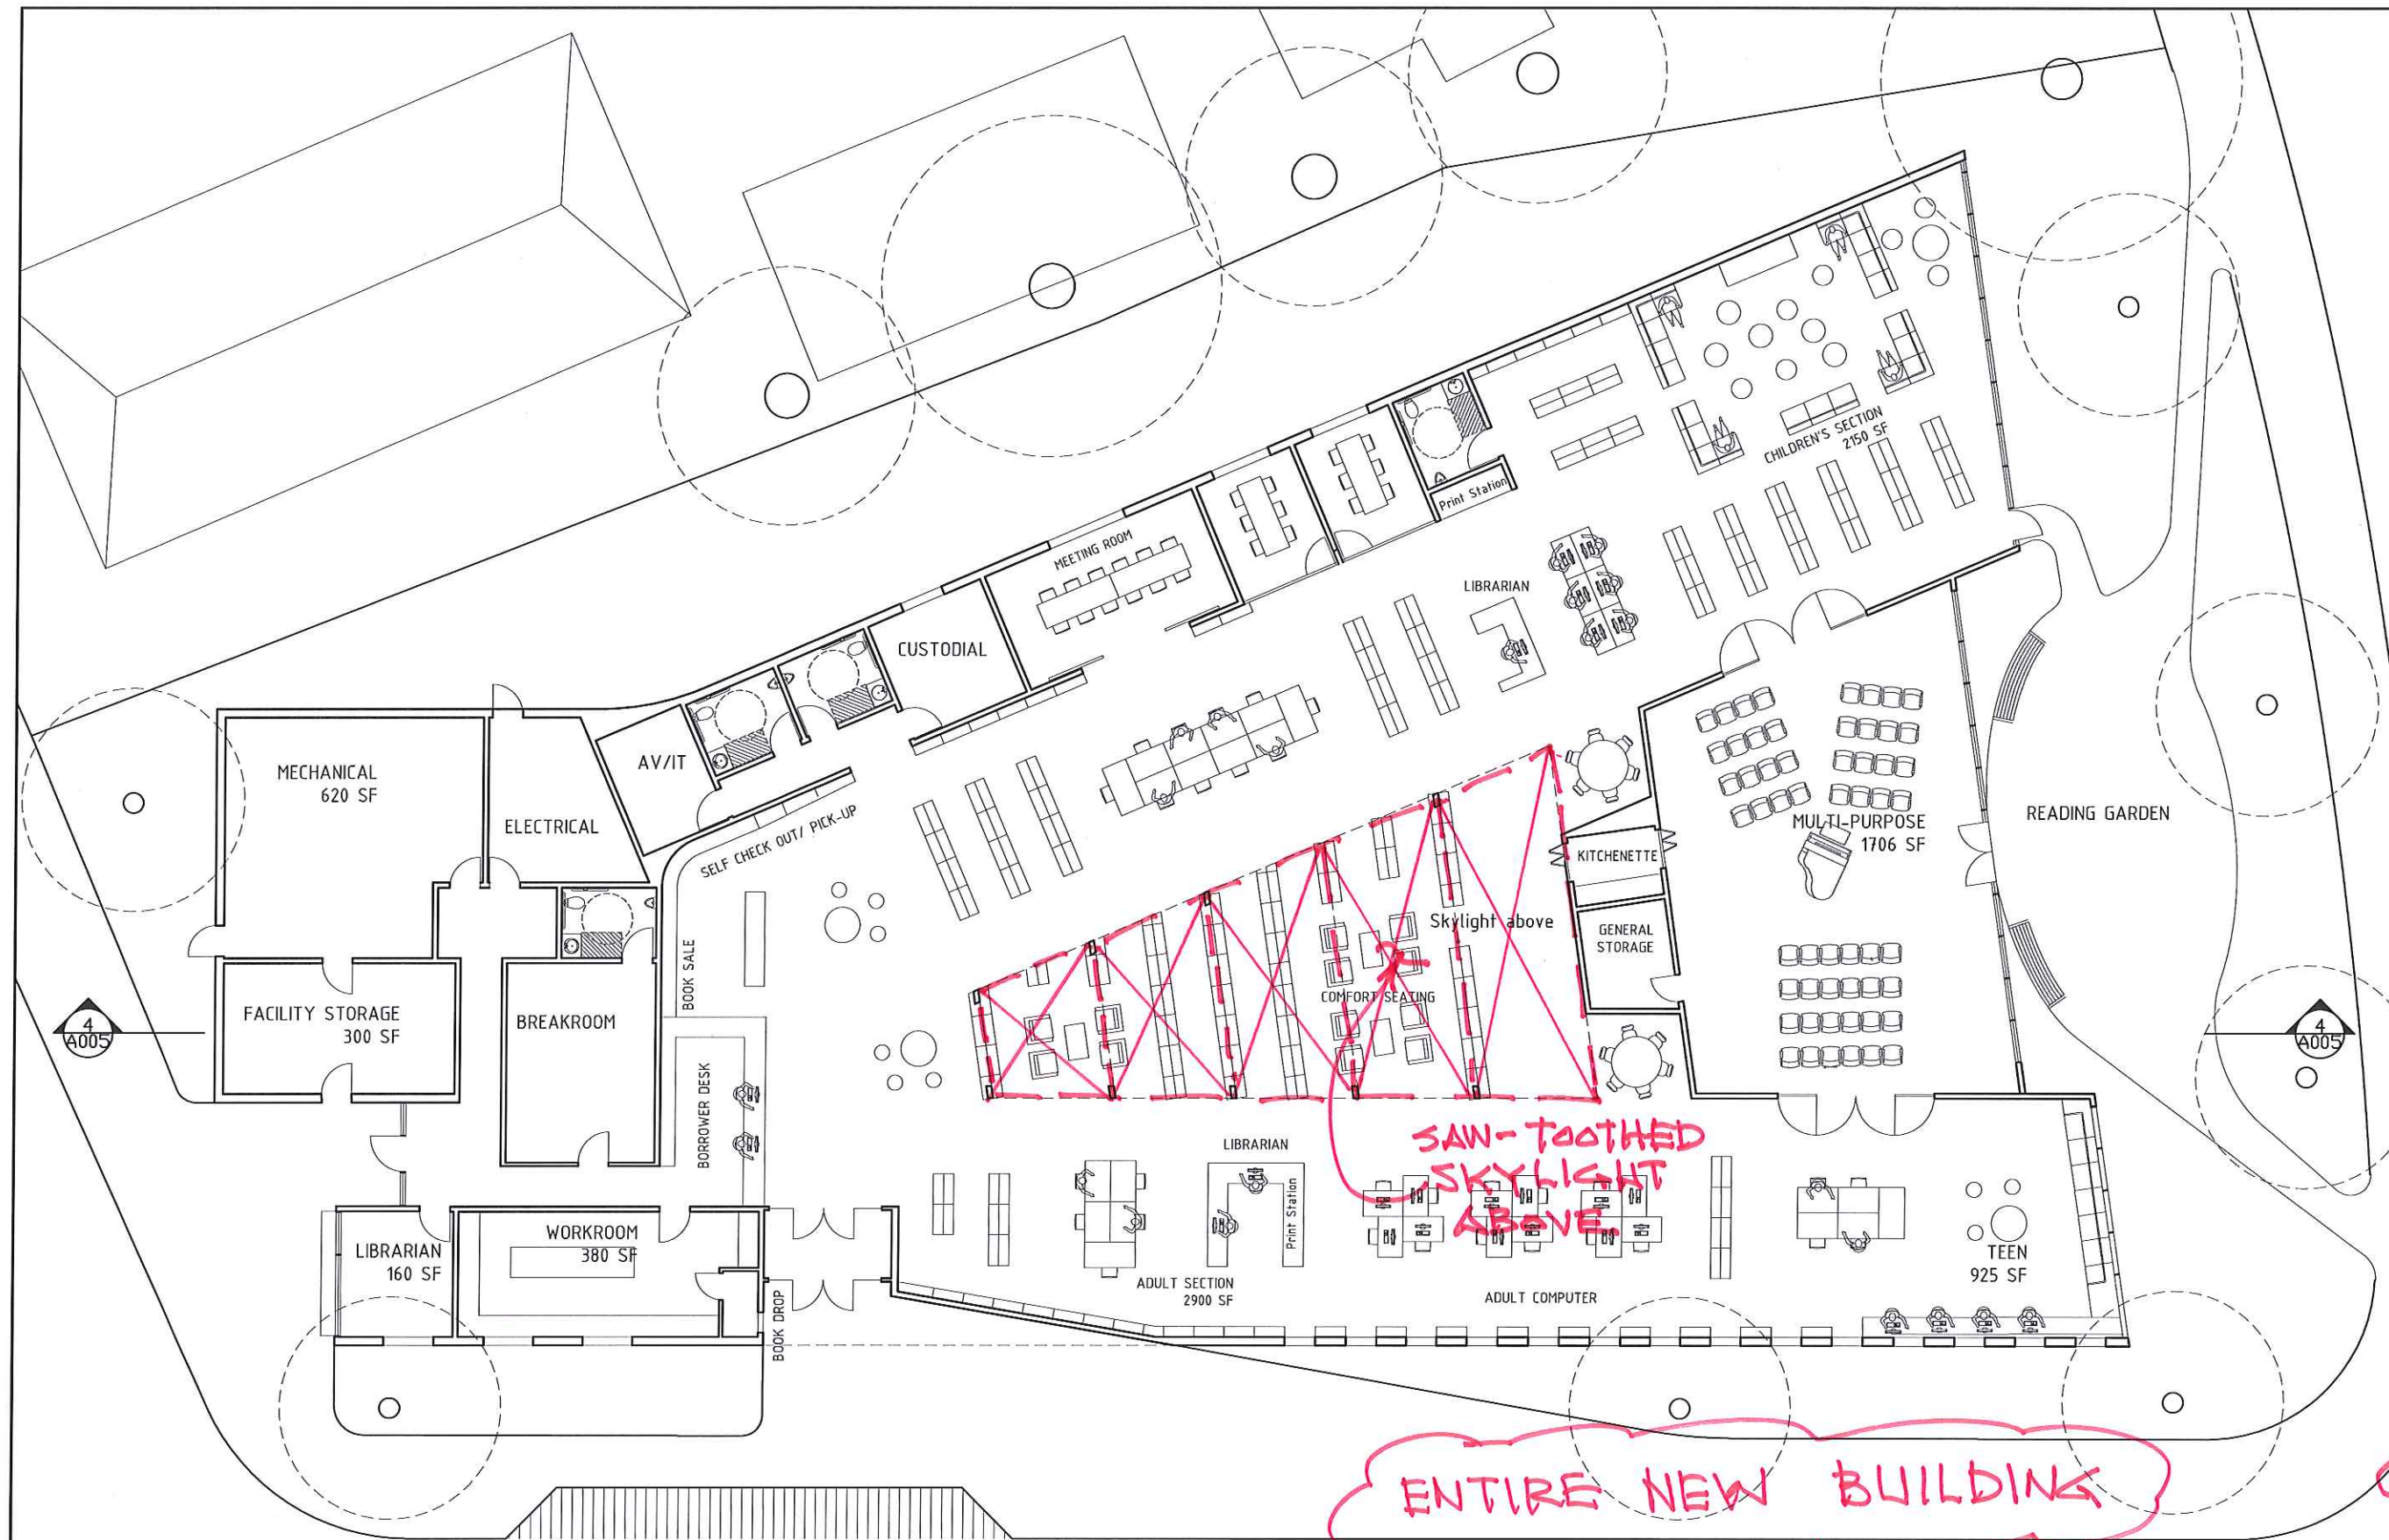 CHILDREN'S SECTION
2150 SF
Print Station
MEETING ROOM
LIBRARIAN
CUSTODIAL
AV/IT
MECHANICAL
620 SF
ELECTRICAL
SELF CHECK OUT/ PICK-UP
MULTI-PURPOSE
1706 SF
READING GARDEN
KITCHENETTE
Skylight above
GENERAL
STORAGE
BOOK SALE
COMFORT SEATING
FACILITY STORAGE
300 SF
BREAKROOM
4
A005
4
A005
BORROWER DESK
SAW-TOOTHED
SKYLIGHT
ABOVE
LIBRARIAN
Print Station
WORKROOM
380 SF
LIBRARIAN
160 SF
BOOK DROP
ADULT SECTION
2900 SF
ADULT COMPUTER
TEEN
925 SF
ENTIRE NEW BUILDING